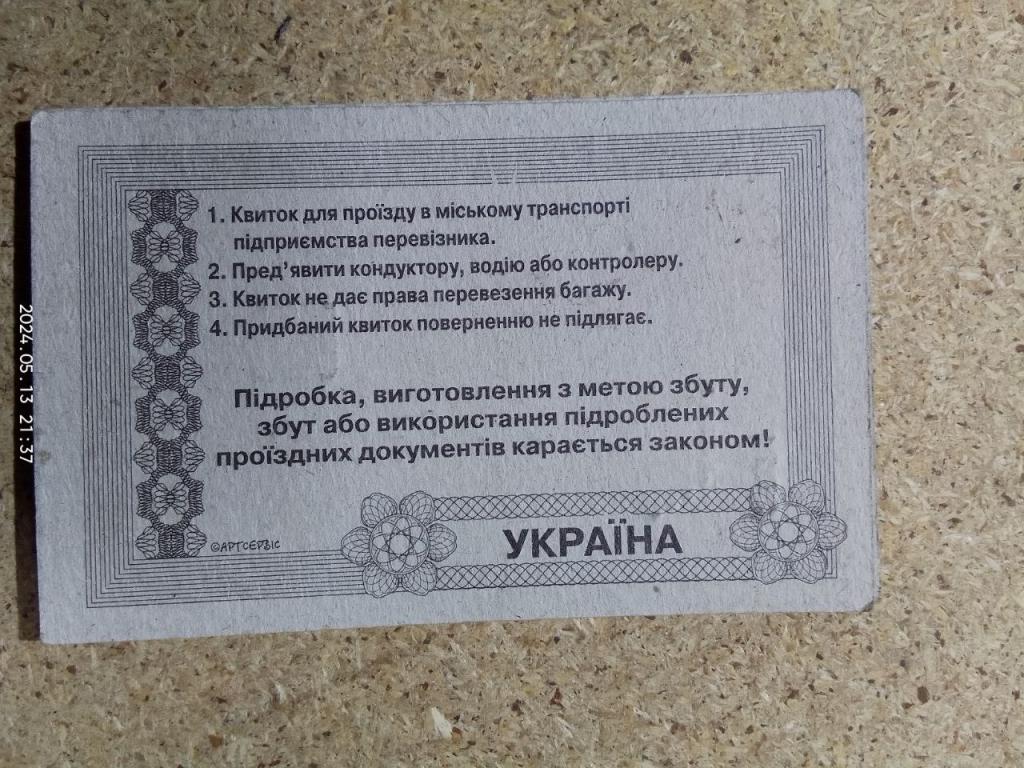 1. Квиток для проїзду в міському транспорті
підприємства перевізника.
2. Пред’явити кондуктору, водію або контролеру.
3. Квиток не дає права перевезення багажу.
4. Придбаний квиток поверненню не підлягає.
Підробка, виготовлення з метою збуту,
збут або використання підроблених
проїздних документів карається законом!
©АРТСЕРВІС
УКРАЇНА
2024.05.13 21:37